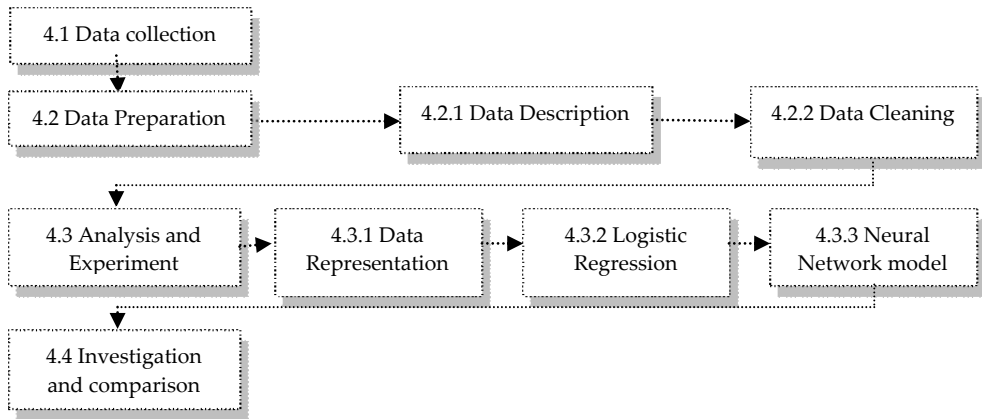 4.1 Data collection
4.2 Data Preparation
4.2.1 Data Description
4.2.2 Data Cleaning
4.3 Analysis and
Experiment
4.3.1 Data
Representation
4.3.2 Logistic
Regression
4.3.3 Neural
Network model
4.4 Investigation
and comparison